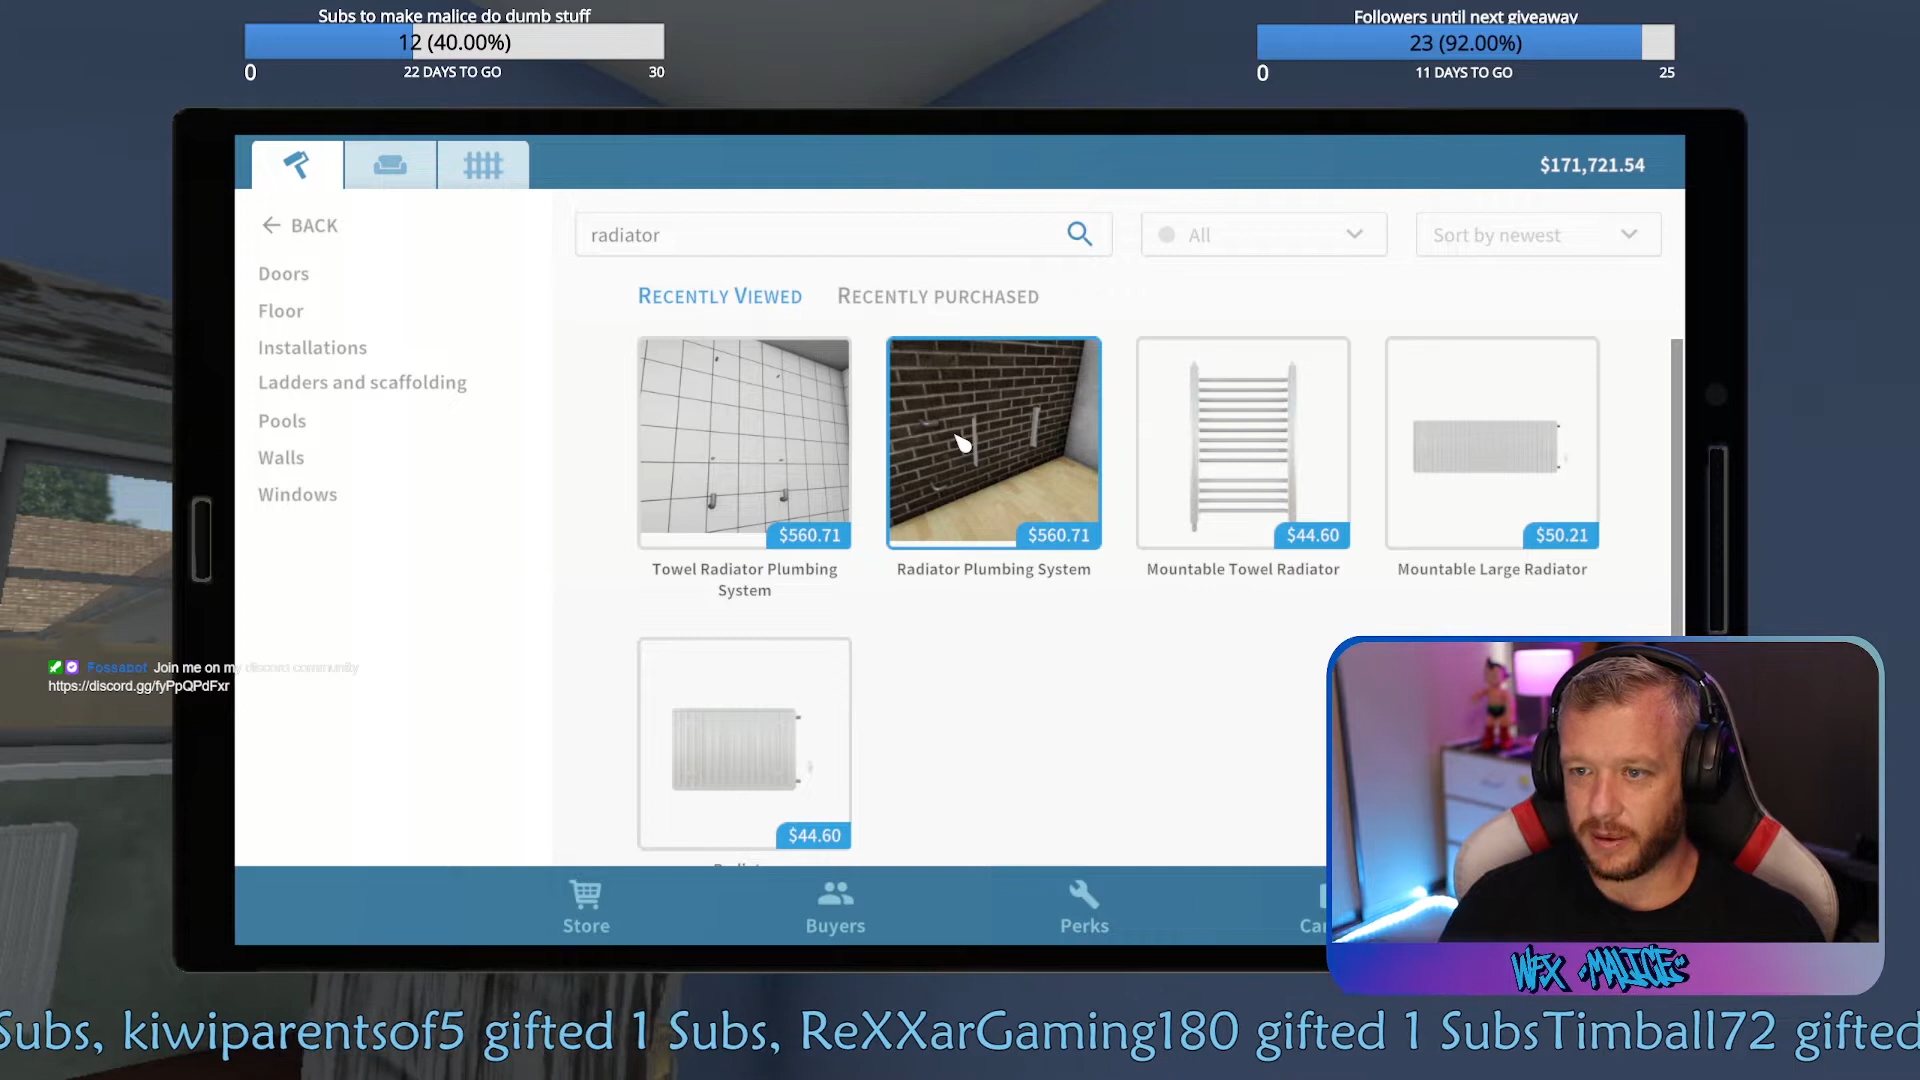 Subs to make malice do dumb stuff
12 (40.00%)
0
22 DAYS TO GO
30
Followers until next giveaway
23 (92.00%)
0
11 DAYS TO GO
25
$171,721.54
BACK
Doors
Floor
Installations
Ladders and scaffolding
Pools
Walls
Windows
radiator
All
Sort by newest
RECENTLY VIEWED
RECENTLY PURCHASED
$560.71
Towel Radiator Plumbing
System
$560.71
Radiator Plumbing System
$44.60
Mountable Towel Radiator
$50.21
Mountable Large Radiator
$44.60
Fossabot Join me on my discord community
https://discord.gg/fyPpQPdFxr
Store
Buyers
Perks
WFX MALICE
Subs, kiwiparentsof5 gifted 1 Subs, ReXXarGaming180 gifted 1 SubsTimball72 gifted